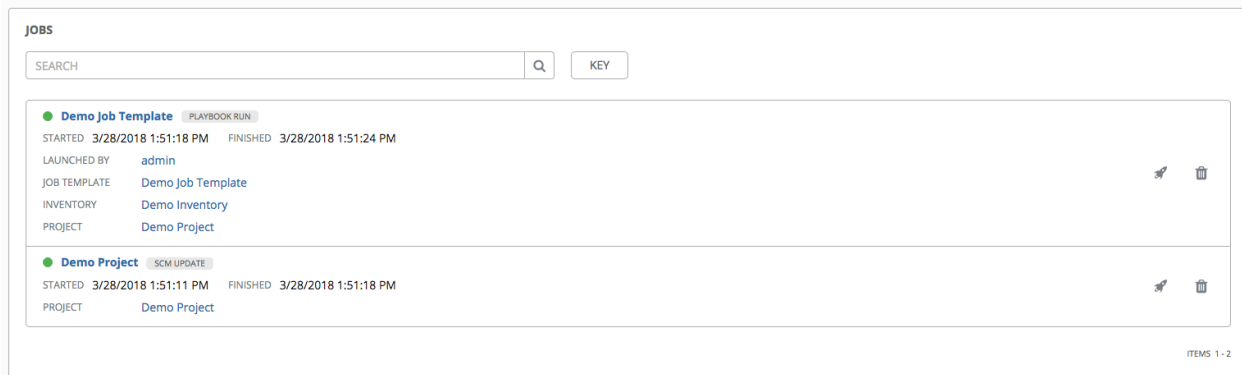 JOBS
SEARCH KEY
Demo Job Template PLAYBOOK RUN
STARTED 3/28/2018 1:51:18 PM FINISHED 3/28/2018 1:51:24 PM
LAUNCHED BY admin
JOB TEMPLATE Demo Job Template
INVENTORY Demo Inventory
PROJECT Demo Project
Demo Project SCM UPDATE
STARTED 3/28/2018 1:51:11 PM FINISHED 3/28/2018 1:51:18 PM
PROJECT Demo Project
ITEMS 1 - 2